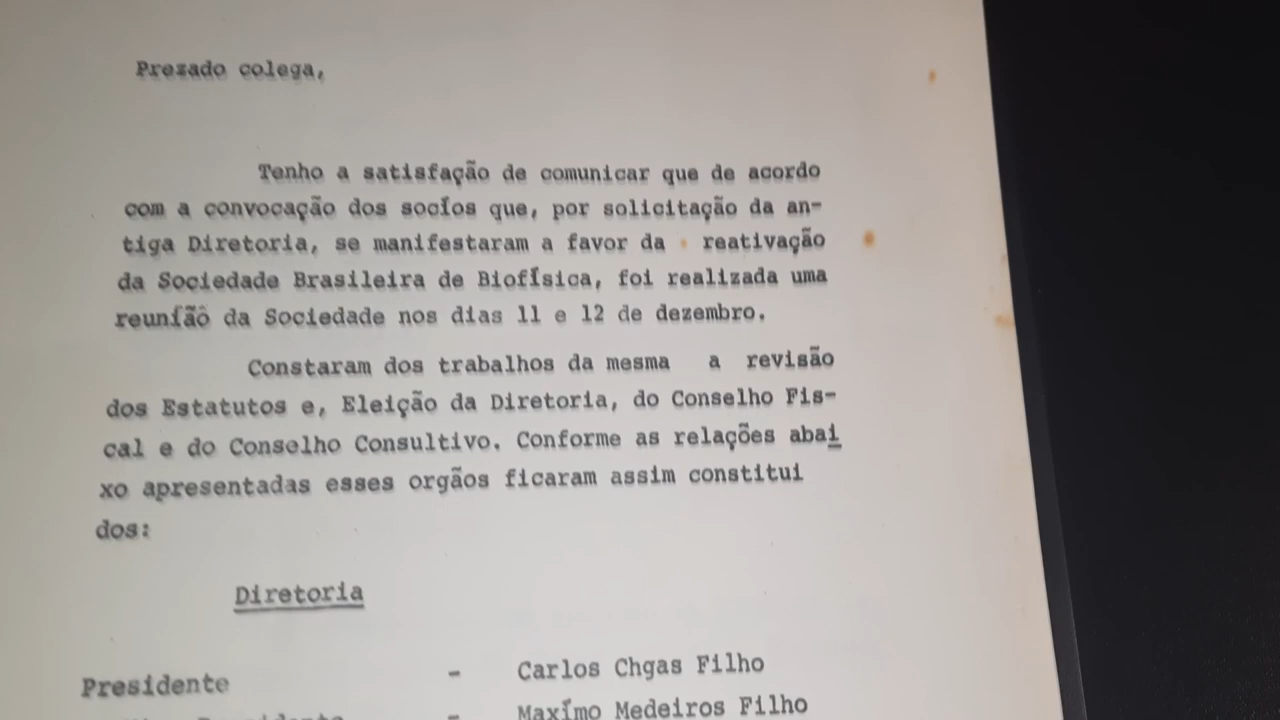 Prezado colega,
Tenho a satisfação de comunicar que de acordo
com a convocação dos socíos que, por solicitação da an-
tiga Diretoria, se manifestaram a favor da reativação
da Sociedade Brasileira de Biofísica, foi realizada uma
reuníão da Sociedade nos dias 11 e 12 de dezembro.
Constaram dos trabalhos da mesma a revisão
dos Estatutos e, Eleição da Diretoria, do Conselho Fis-
cal e do Conselho Consultivo. Conforme as relações abai
xo apresentadas esses orgãos ficaram assim constitui
dos:
Diretoria
Presidente - Carlos Chgas Filho
Presidente - Maxímo Medeiros Filho